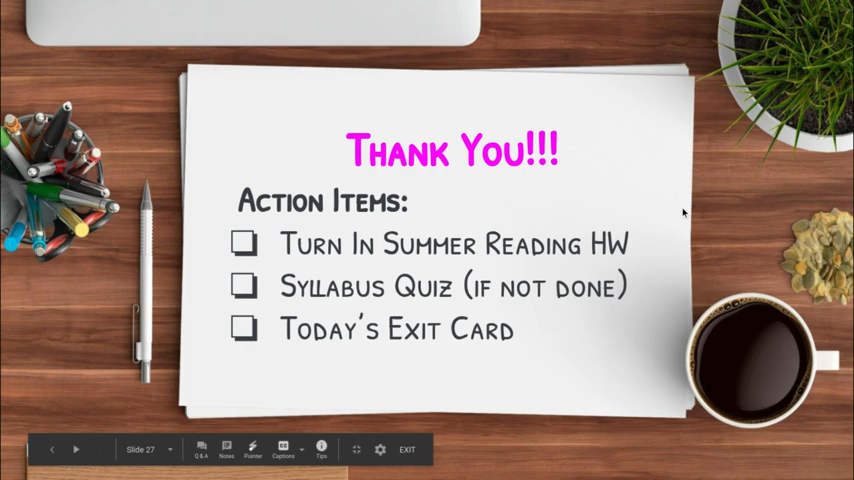 Thank You!!!
Action Items:
Turn In Summer Reading HW
Syllabus Quiz (if not done)
Today's Exit Card
Slide 27
Q & A
Notes
Pointer
Captions
Tips
EXIT